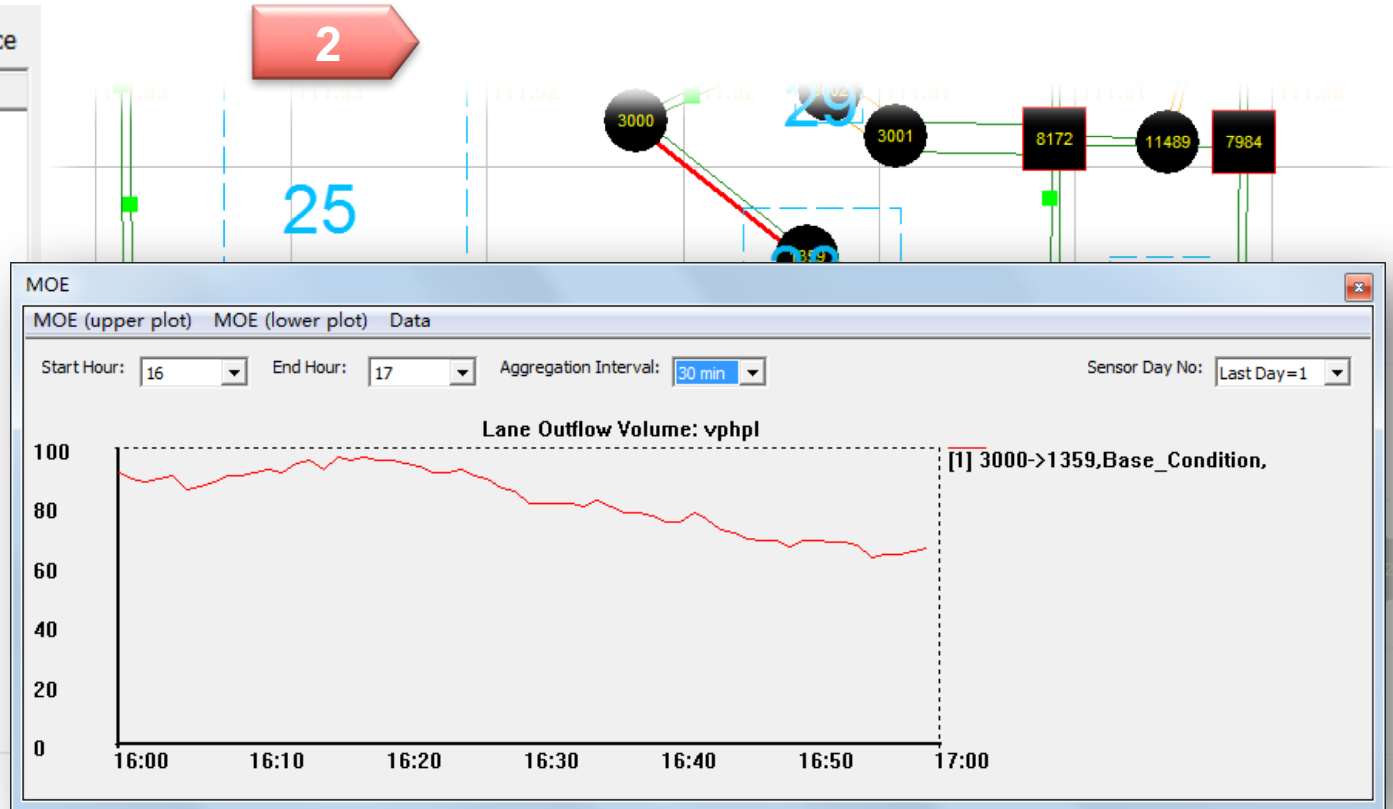 ce
2
3000
29
3001
8172
11489
7984
25
1359
MOE
MOE (upper plot) MOE (lower plot) Data
Start Hour: 16 End Hour: 17 Aggregation Interval: 30 min Sensor Day No: Last Day=1
Lane Outflow Volume: vphpl
[1] 3000->1359,Base_Condition,
100
80
60
40
20
0
16:00 16:10 16:20 16:30 16:40 16:50 17:00